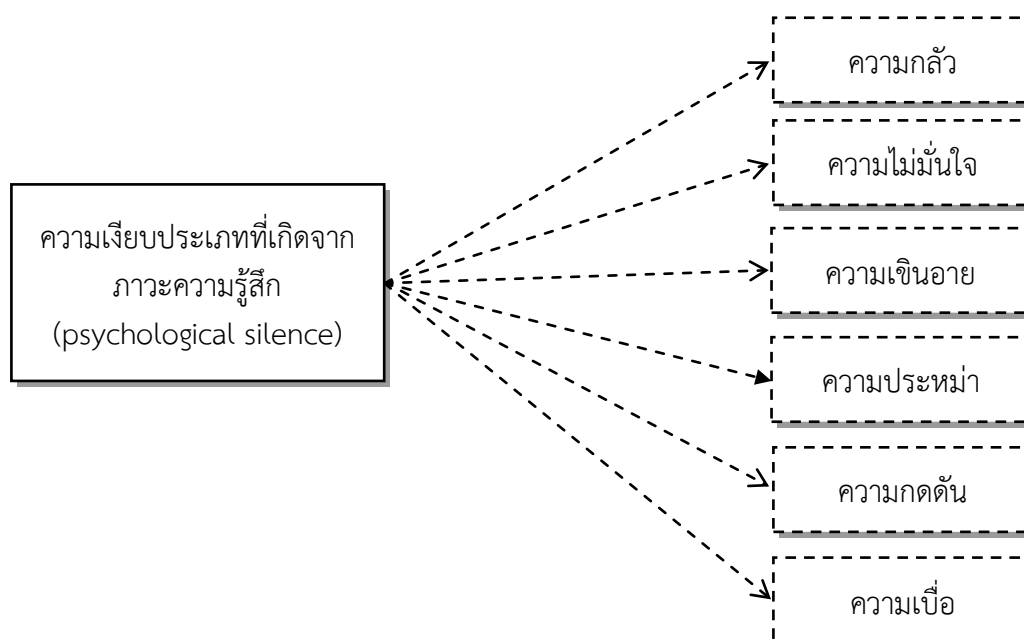 ความเงียบประเภทที่เกิดจาก
ภาวะความรู้สึก
(psychological silence)
ความกลัว
ความไม่มั่นใจ
ความเขินอาย
ความประหม่า
ความกดดัน
ความเบื่อ